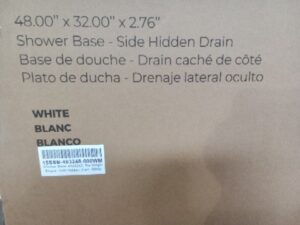 48.00" x 32.00" x 2.76"
Shower Base - Side Hidden Drain
Base de douche - Drain caché de côté
Plato de ducha - Drenaje lateral oculto
WHITE
BLANC
BLANCO